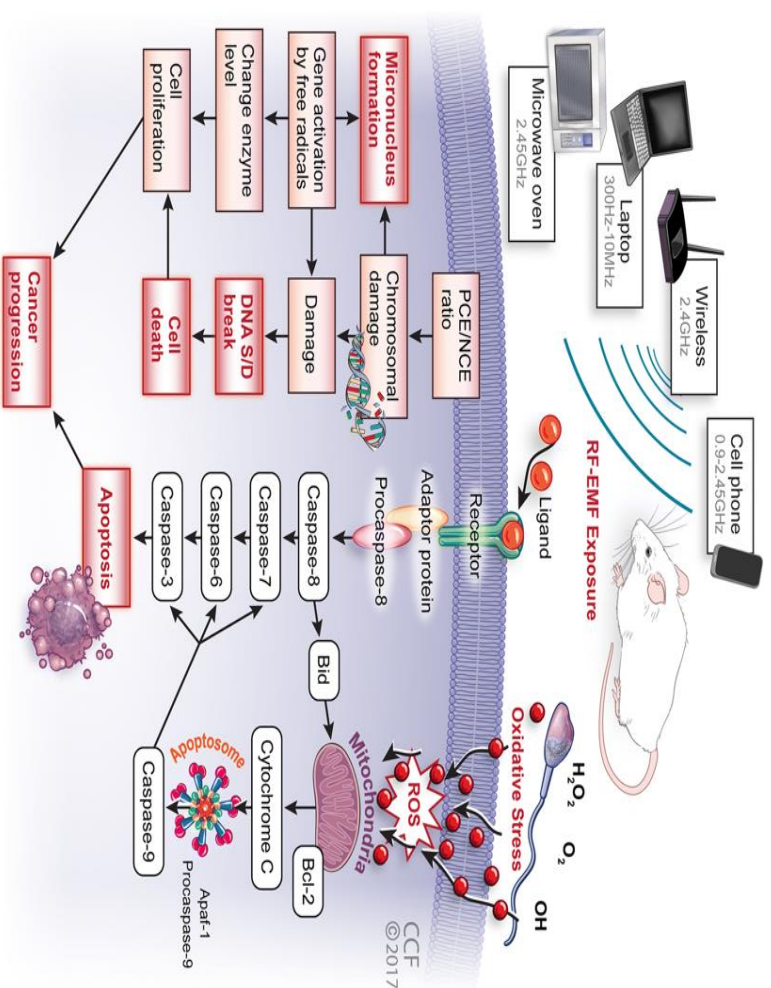 Microwave oven
2.45GHz
Laptop
300Hz-10MHz
Wireless
2.4GHz
Cell phone
0.9-2.45GHz
RF-EMF Exposure
Ligand
Receptor
Adaptor protein
Procaspase-8
H2O2
O2
OH
Oxidative Stress
ROS
Micronucleus
formation
Gene activation
by free radicals
Change enzyme
level
Cell
proliferation
PCE/NCE
ratio
Chromosomal
damage
Damage
DNA S/D
break
Cell
death
Cancer
progression
Caspase-8
Caspase-7
Caspase-6
Caspase-3
Apoptosis
Bid
Mitochondria
Bcl-2
Cytochrome C
Apoptosome
Apaf-1
Procaspase-9
Caspase-9
CCF
©2017